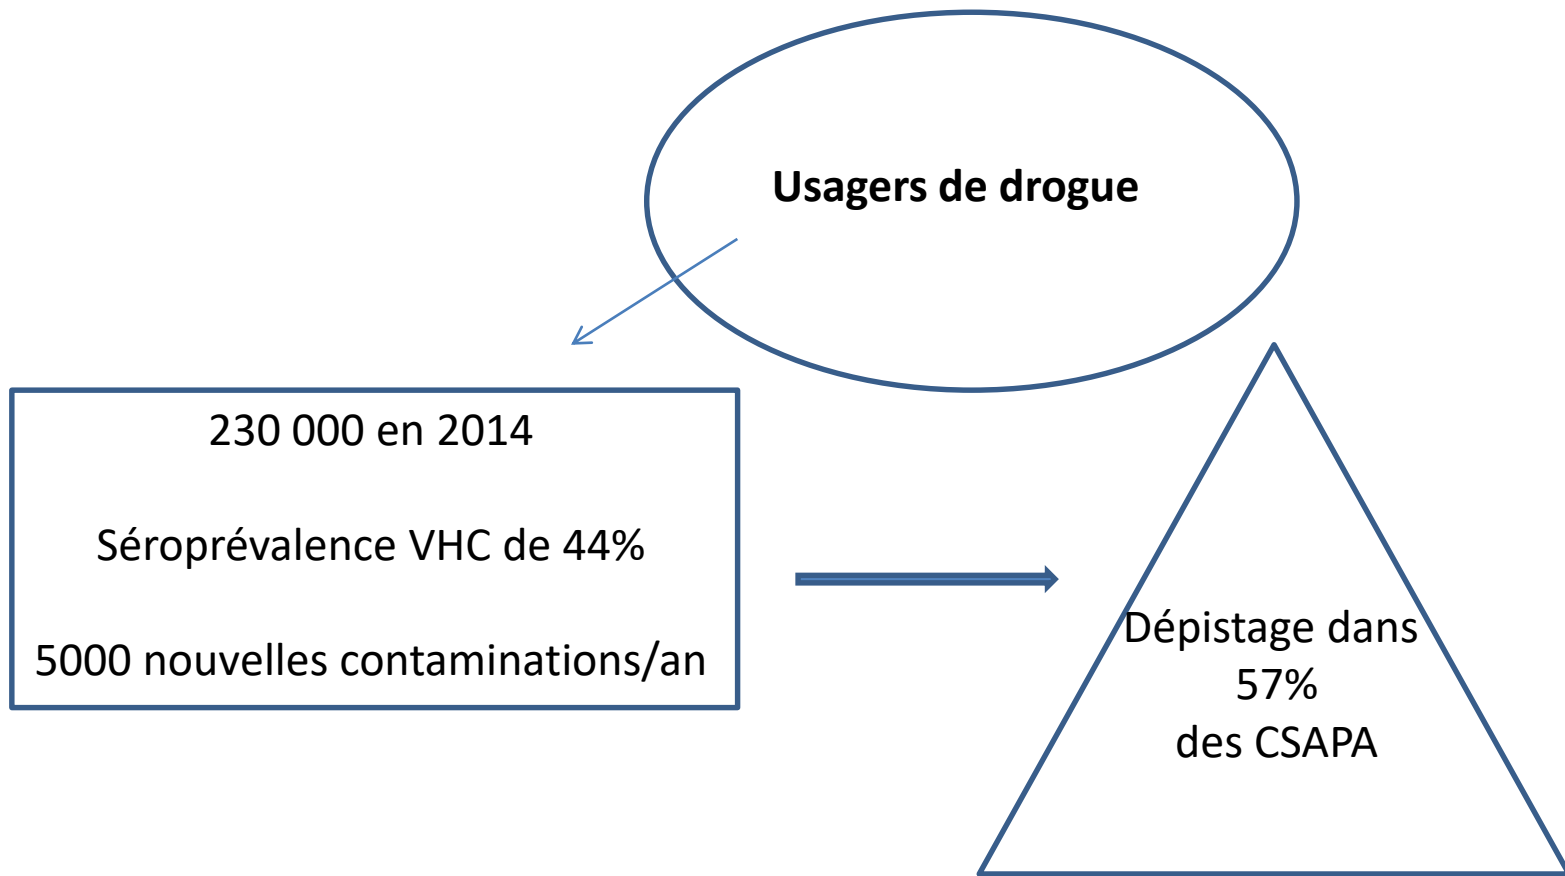 Usagers de drogue
230 000 en 2014
Séroprévalence VHC de 44%
5000 nouvelles contaminations/an
Dépistage dans
57%
des CSAPA